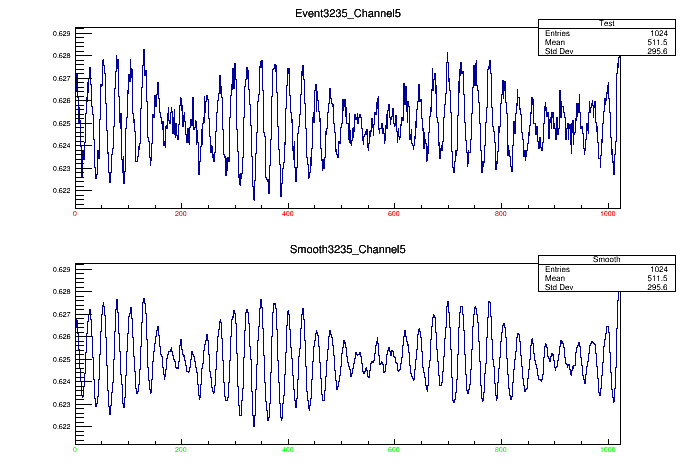 Event3235_Channel5
Test
Entries 1024
Mean 511.5
Std Dev 295.6
0.629
0.628
0.627
0.626
0.625
0.624
0.623
0.622
0 200 400 600 800 1000
Smooth3235_Channel5
Smooth
Entries 1024
Mean 511.5
Std Dev 295.6
0.629
0.628
0.627
0.626
0.625
0.624
0.623
0.622
0 200 400 600 800 1000